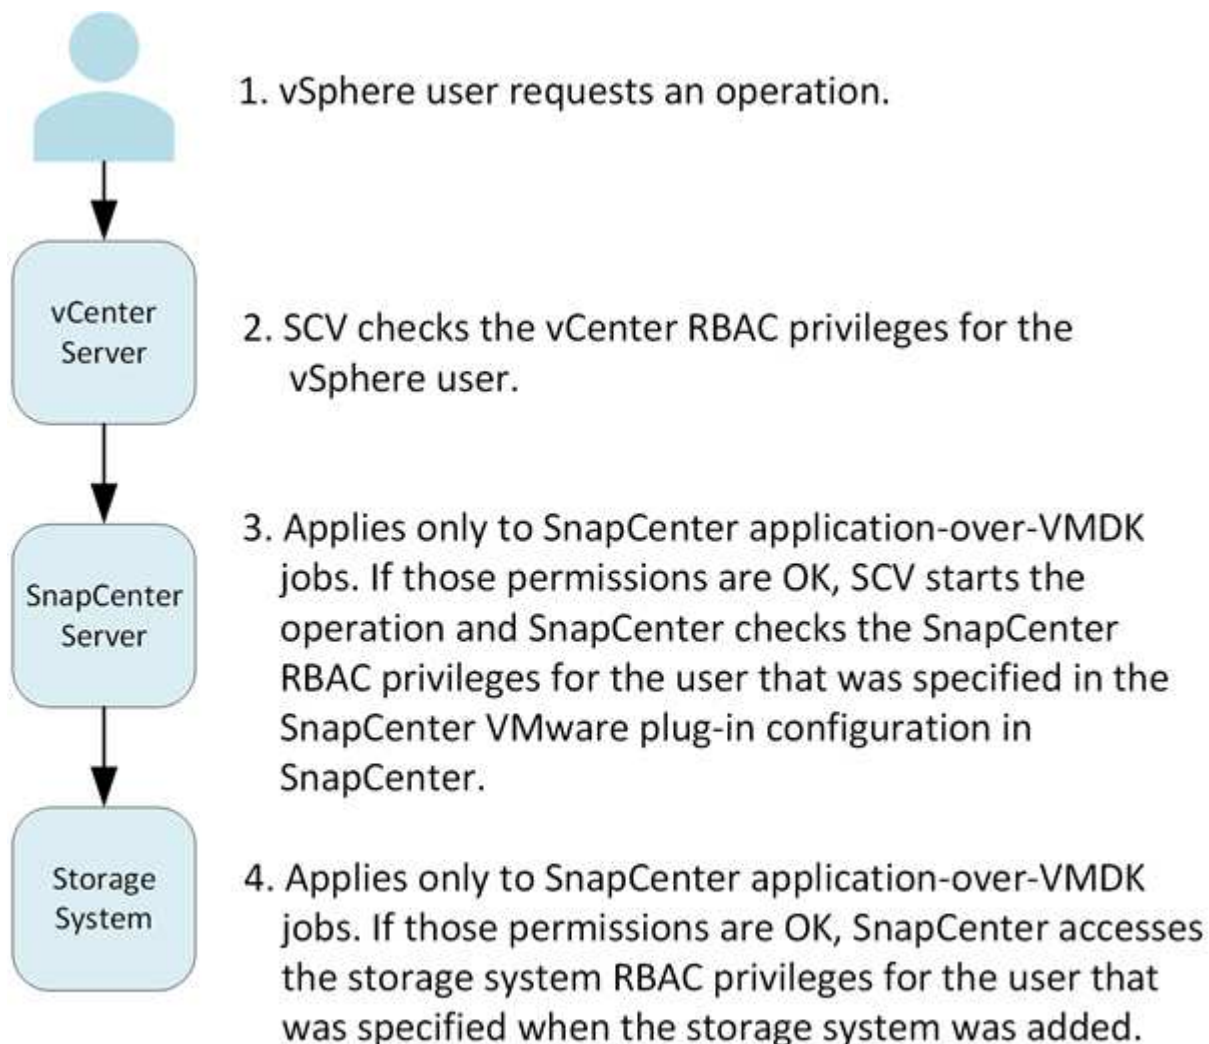 1. vSphere user requests an operation.
vCenter
Server
2. SCV checks the vCenter RBAC privileges for the
vSphere user.
SnapCenter
Server
3. Applies only to SnapCenter application-over-VMDK
jobs. If those permissions are OK, SCV starts the
operation and SnapCenter checks the SnapCenter
RBAC privileges for the user that was specified in the
SnapCenter VMware plug-in configuration in
SnapCenter.
Storage
System
4. Applies only to SnapCenter application-over-VMDK
jobs. If those permissions are OK, SnapCenter accesses
the storage system RBAC privileges for the user that
was specified when the storage system was added.